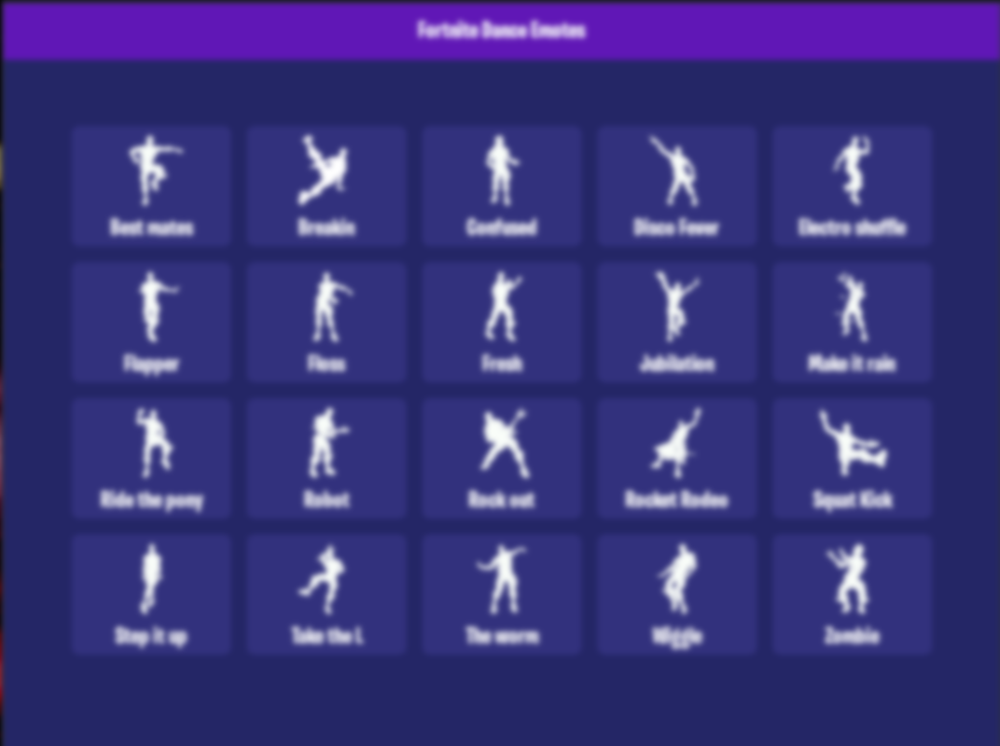 Fortnite Dance Emotes
Best mates
Breakin
Confused
Disco Fever
Electro shuffle
Flapper
Floss
Fresh
Jubilation
Make it rain
Ride the pony
Robot
Rock out
Rocket Rodeo
Squat Kick
Step it up
Take the L
The worm
Wiggle
Zombie